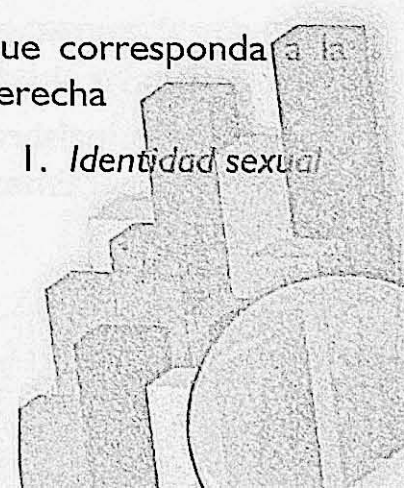 ue corresponda a la
erecha
1. Identidad sexual